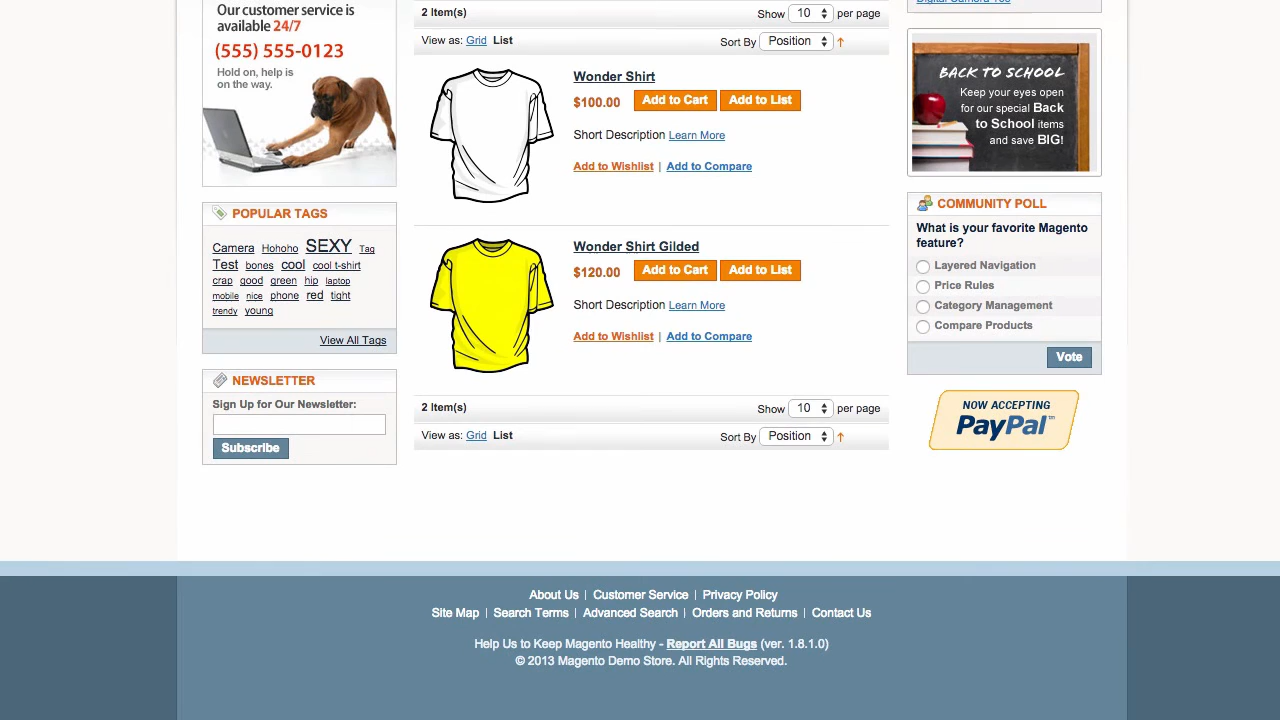 Our customer service is
available 24/7
(555) 555-0123
Hold on, help is
on the way.
POPULAR TAGS
Camera Hohoho SEXY Tag
Test bones cool cool t-shirt
crap good green hip laptop
mobile nice phone red tight
trendy young
View All Tags
NEWSLETTER
Sign Up for Our Newsletter:
Subscribe
2 Item(s)
Show 10 per page
View as: Grid List
Sort By Position
Wonder Shirt
$100.00 Add to Cart Add to List
Short Description Learn More
Add to Wishlist | Add to Compare
Wonder Shirt Gilded
$120.00 Add to Cart Add to List
Short Description Learn More
Add to Wishlist | Add to Compare
2 Item(s)
Show 10 per page
View as: Grid List
Sort By Position
BACK TO SCHOOL
Keep your eyes open
for our special Back
to School items
and save BIG!
COMMUNITY POLL
What is your favorite Magento
feature?
Layered Navigation
Price Rules
Category Management
Compare Products
Vote
NOW ACCEPTING
PayPal™
About Us | Customer Service | Privacy Policy
Site Map | Search Terms | Advanced Search | Orders and Returns | Contact Us
Help Us to Keep Magento Healthy - Report All Bugs (ver. 1.8.1.0)
© 2013 Magento Demo Store. All Rights Reserved.